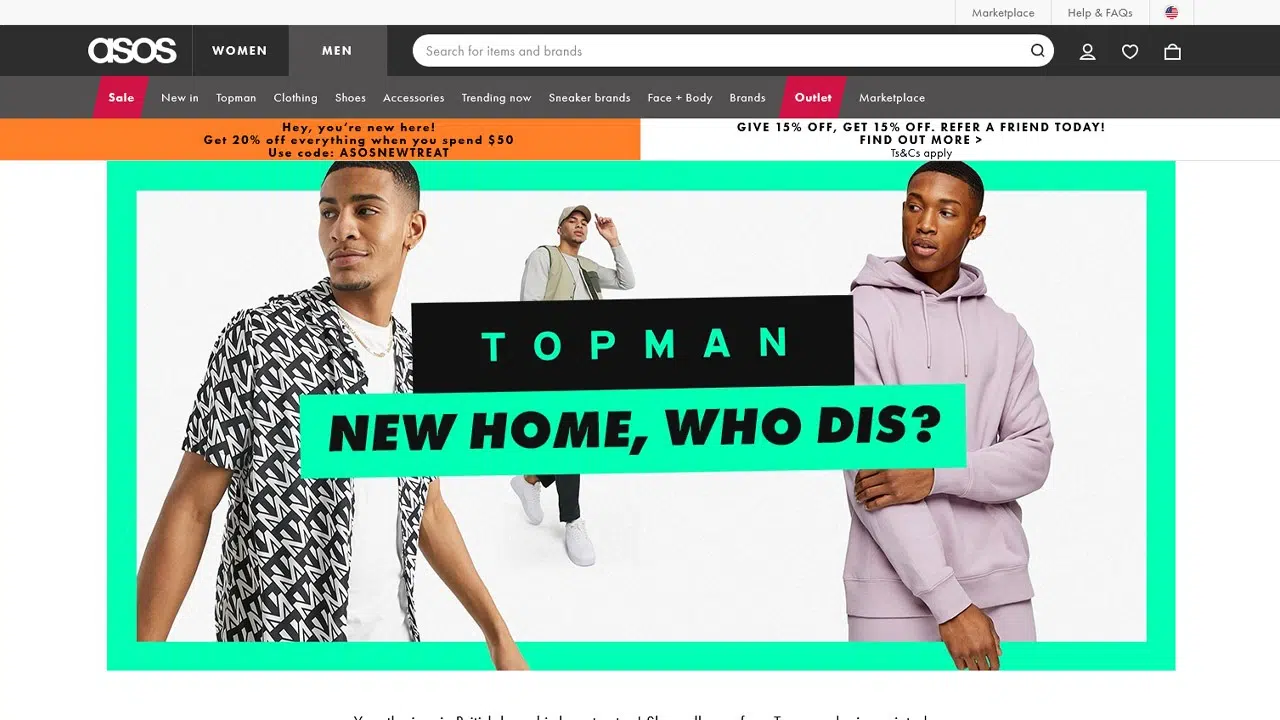 Marketplace Help & FAQs
asos WOMEN MEN Search for items and brands
Sale New in Topman Clothing Shoes Accessories Trending now Sneaker brands Face + Body Brands Outlet Marketplace
Hey, you're new here!
Get 20% off everything when you spend $50
Use code: ASOSNEWTREAT
GIVE 15% OFF, GET 15% OFF. REFER A FRIEND TODAY!
FIND OUT MORE >
Ts&Cs apply
TOPMAN
NEW HOME, WHO DIS?